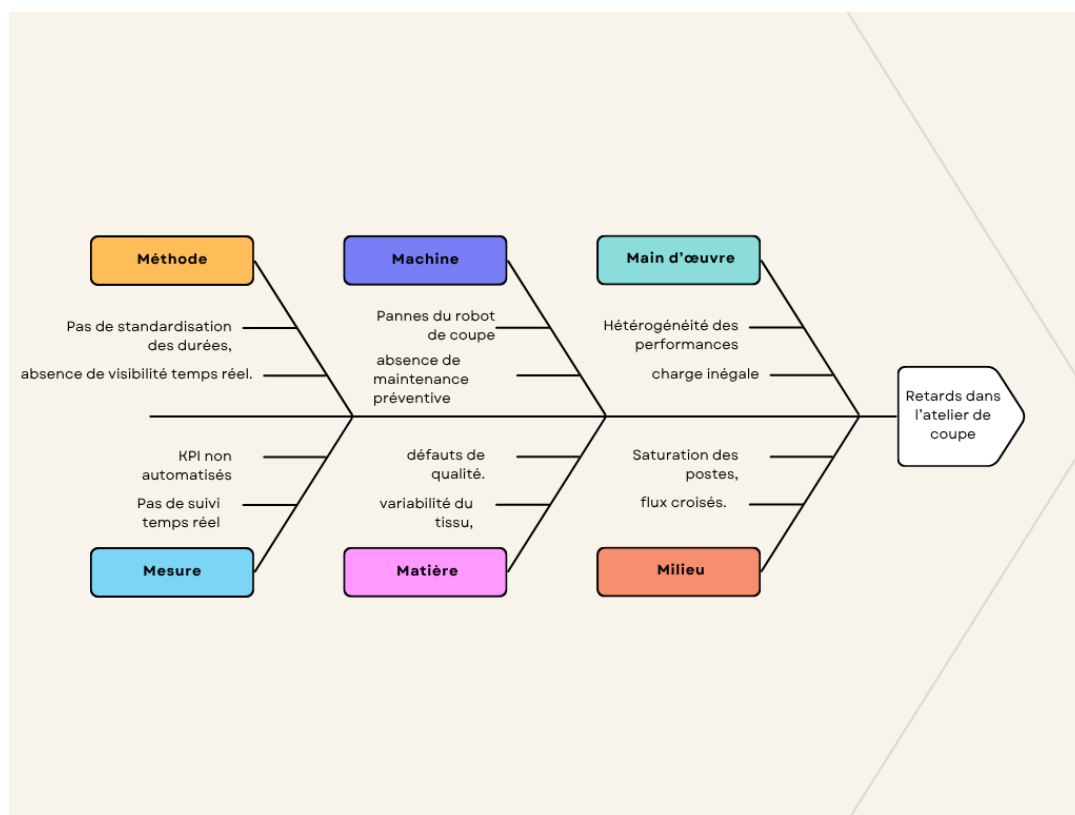 Méthode
Machine
Main d'œuvre
Pas de standardisation
des durées,
absence de visibilité temps réel.
Pannes du robot
de coupe
absence de
maintenance
préventive
Hétérogénéité des
performances
charge inégale
Retards dans
l'atelier de
coupe
KPI non
automatisés
Pas de suivi
temps réel
défauts de
qualité.
variabilité du
tissu,
Saturation des
postes,
flux croisés.
Mesure
Matière
Milieu